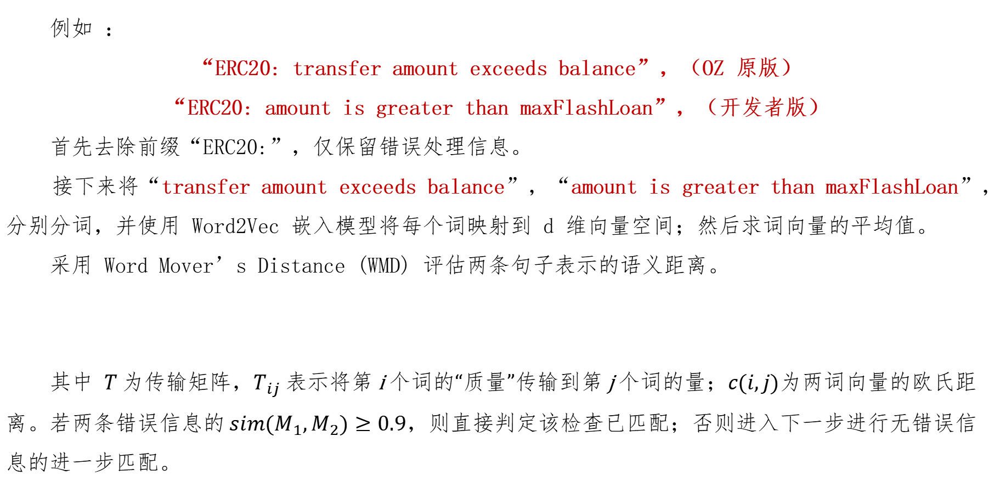 例如 ：
“ERC20: transfer amount exceeds balance”，（OZ 原版）
“ERC20: amount is greater than maxFlashLoan”，（开发者版）
首先去除前缀“ERC20:”，仅保留错误处理信息。
接下来将“transfer amount exceeds balance”，“amount is greater than maxFlashLoan”，
分别分词，并使用 Word2Vec 嵌入模型将每个词映射到 d 维向量空间；然后求词向量的平均值。
采用 Word Mover’s Distance (WMD) 评估两条句子表示的语义距离。
其中 T 为传输矩阵，Tᵢⱼ 表示将第 i 个词的“质量”传输到第 j 个词的量；c(i,j)为两词向量的欧氏距
离。若两条错误信息的 sim(M₁,M₂) ≥ 0.9，则直接判定该检查已匹配；否则进入下一步进行无错误信
息的进一步匹配。